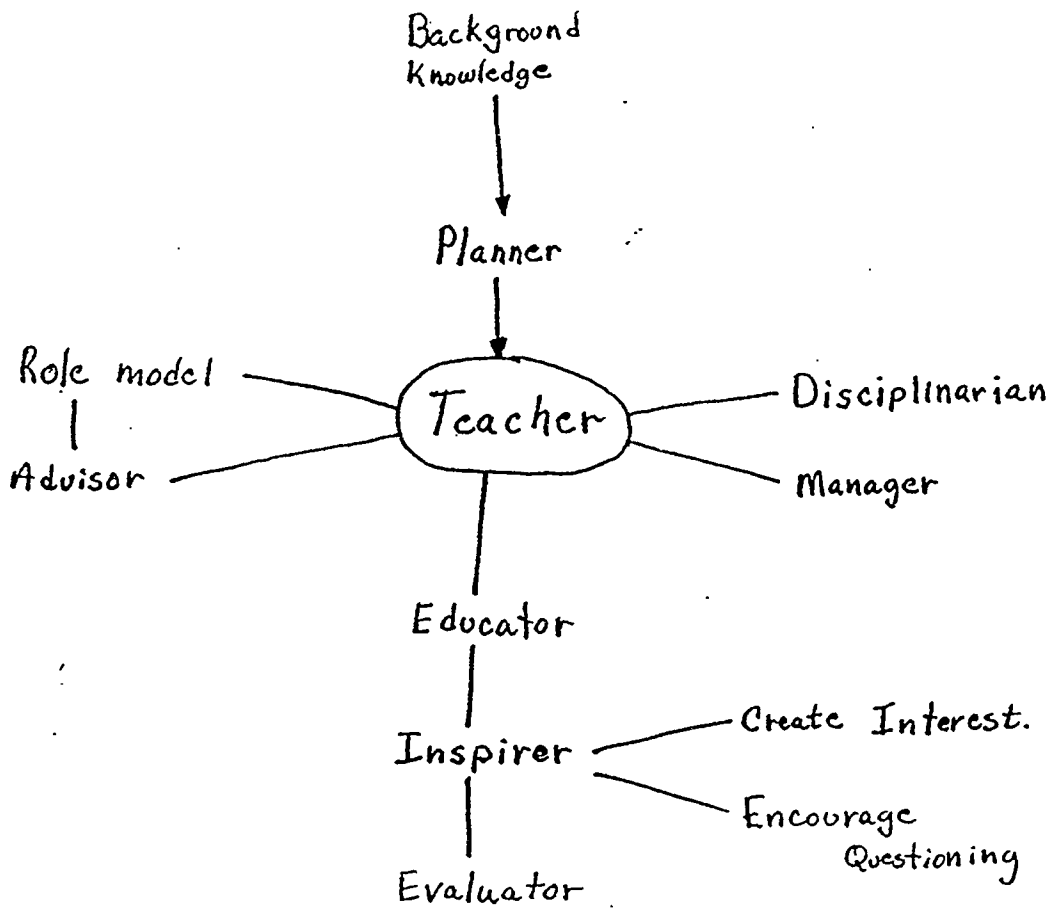 Background
Knowledge
Planner
Role model
Teacher
Disciplinarian
Advisor
Manager
Educator
Inspirer
Create Interest.
Encourage
Questioning
Evaluator